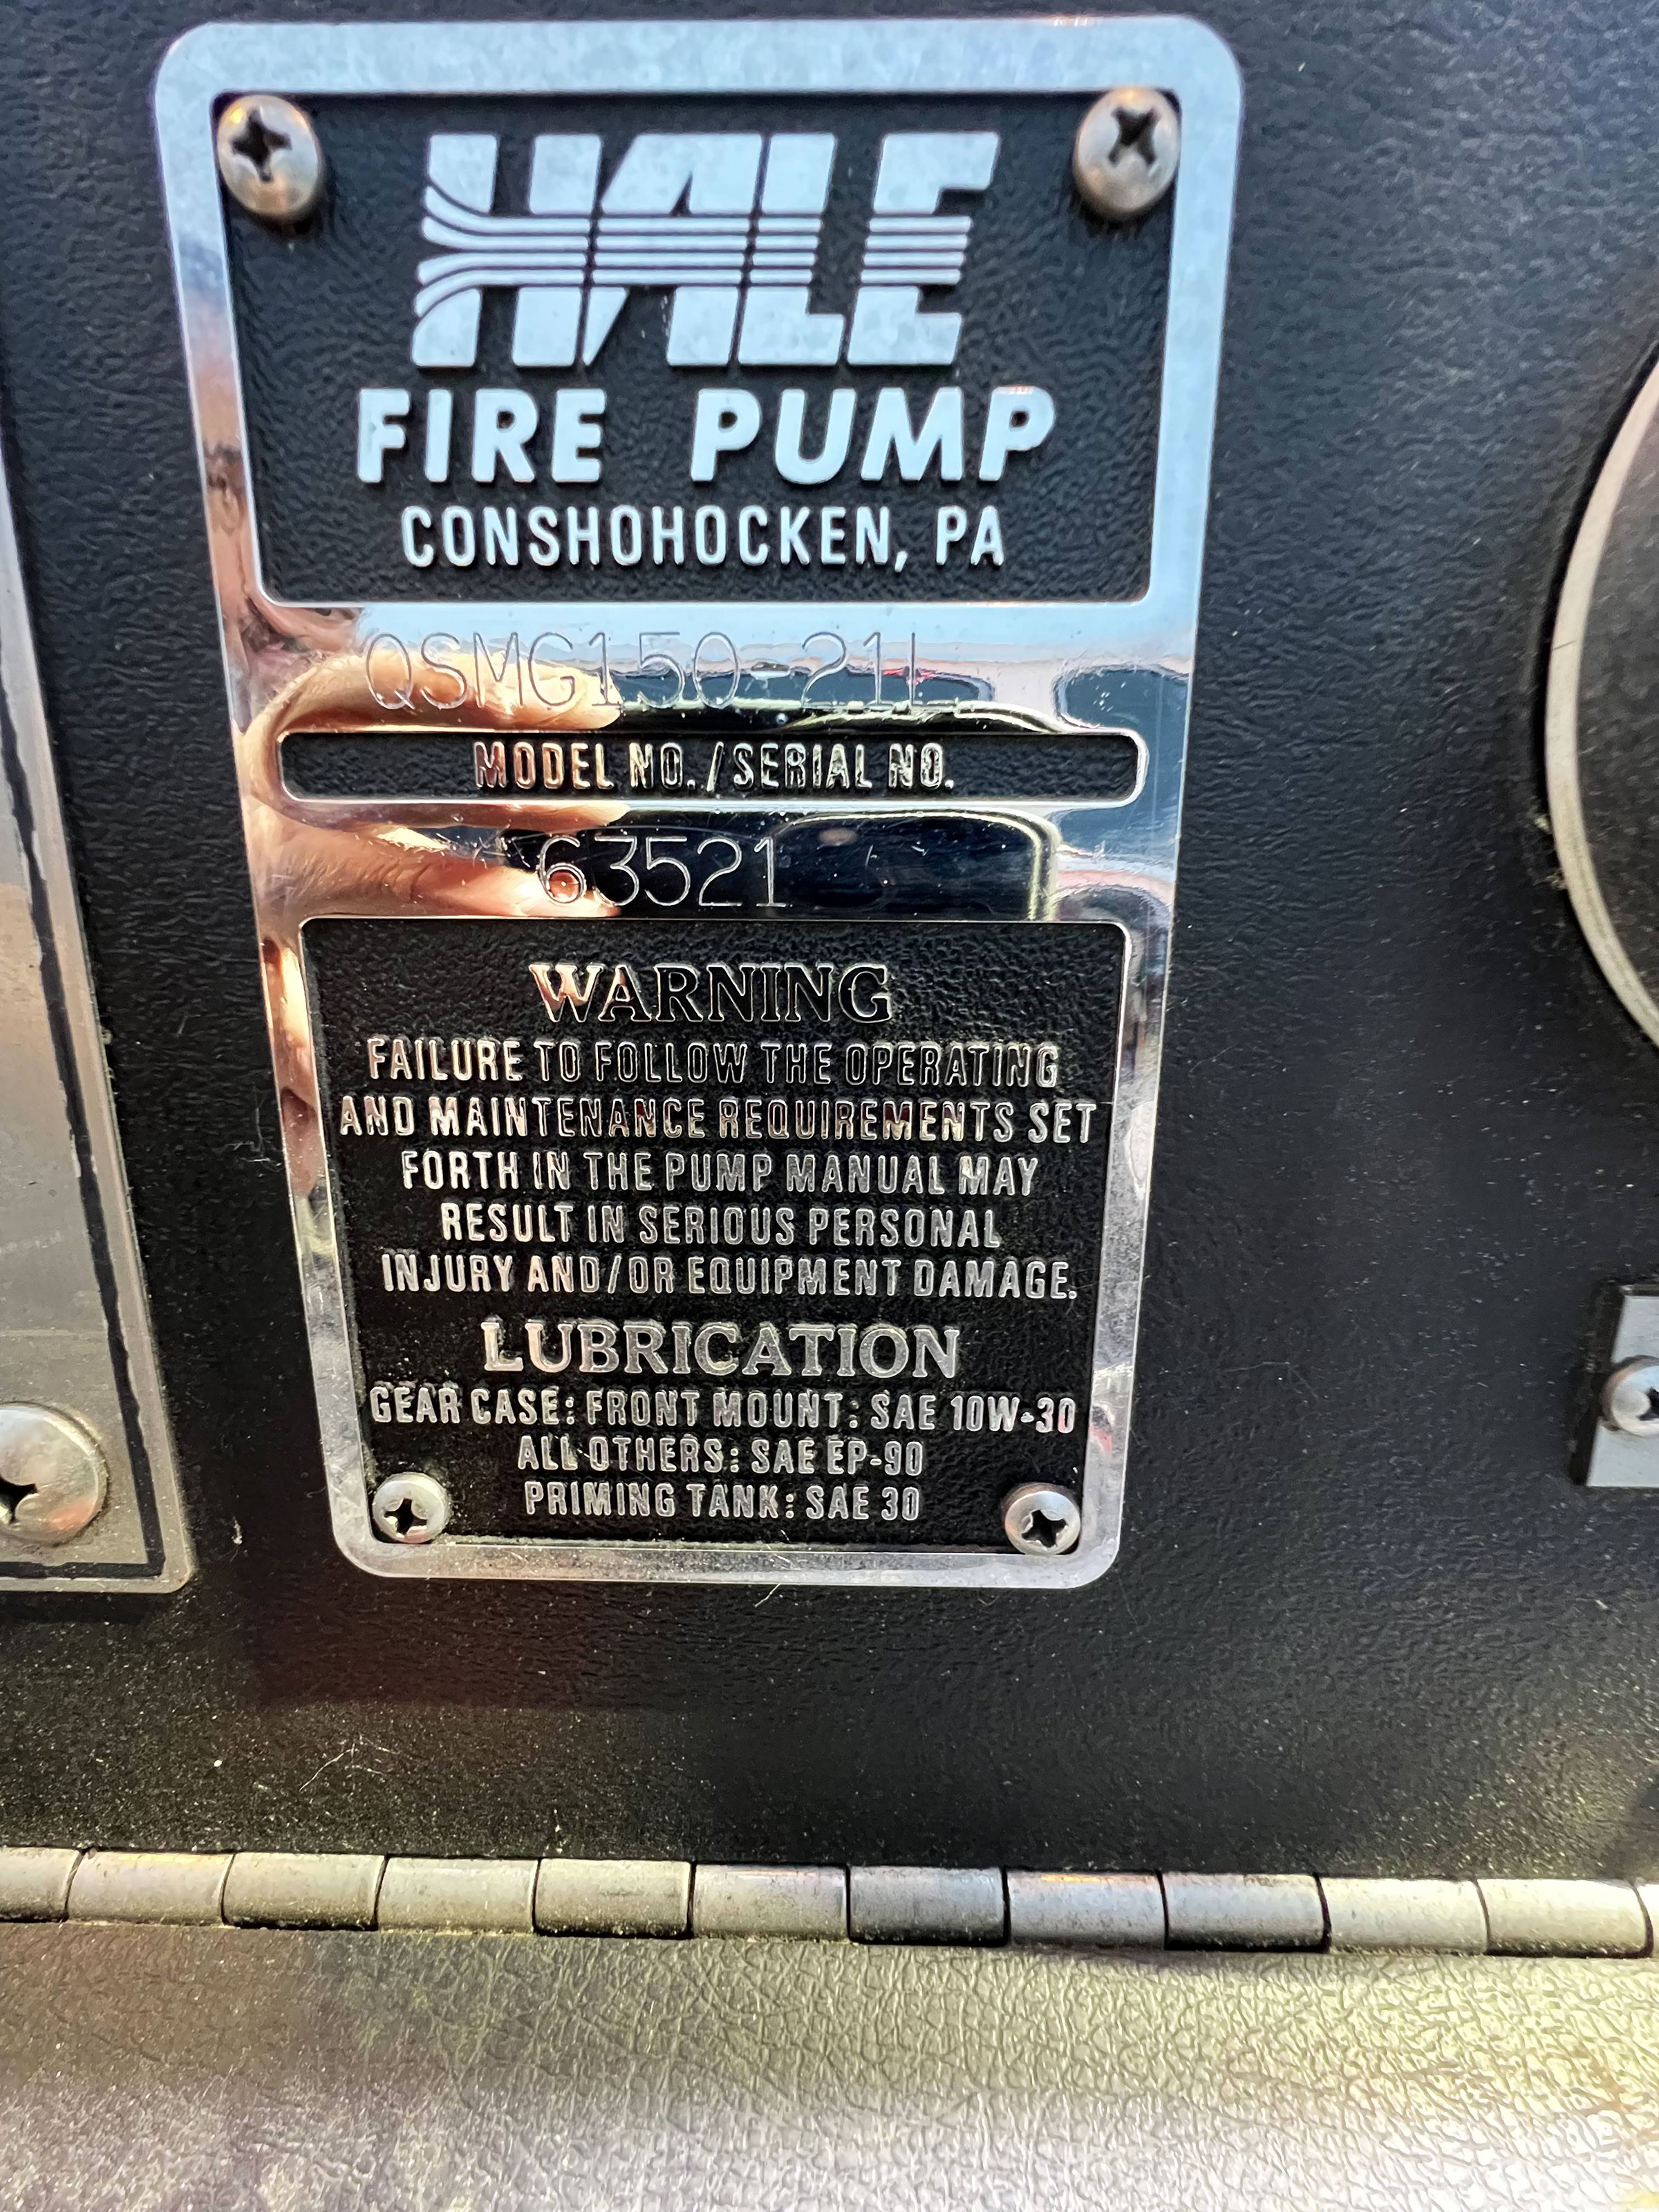 HALE
FIRE PUMP
CONSHOHOCKEN, PA
QSMG150-21L
MODEL NO./SERIAL NO.
63521
WARNING
FAILURE TO FOLLOW THE OPERATING
AND MAINTENANCE REQUIREMENTS SET
FORTH IN THE PUMP MANUAL MAY
RESULT IN SERIOUS PERSONAL
INJURY AND/OR EQUIPMENT DAMAGE.
LUBRICATION
GEAR CASE: FRONT MOUNT: SAE 10W-30
ALL OTHERS: SAE EP-90
PRIMING TANK: SAE 30